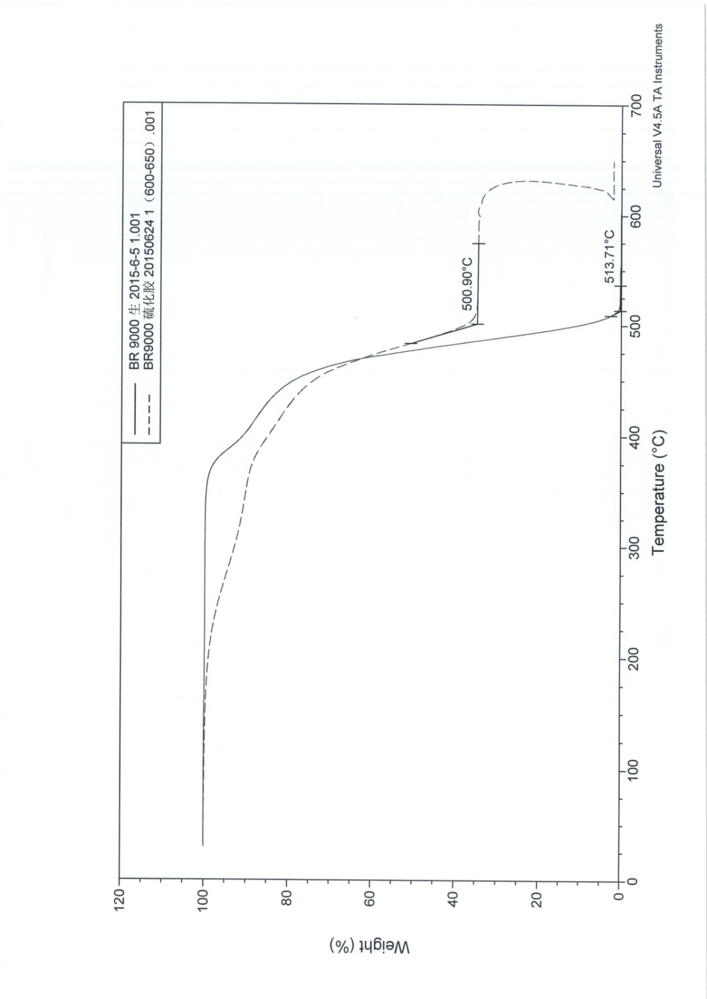 BR 9000 生 2015-6-5 1.001
BR9000 硫化胶 20150624 1（600-650）.001
120
100
80
60
40
20
0
Weight (%)
500.90°C
513.71°C
0
100
200
300
400
500
600
700
Temperature (°C)
Universal V4.5A TA Instruments